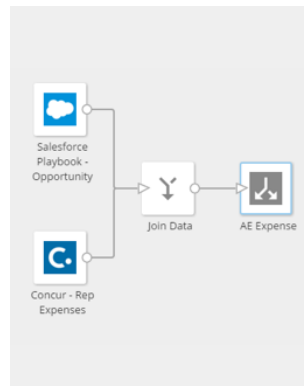 Salesforce
Playbook -
Opportunity
Join Data
AE Expense
C.
Concur - Rep
Expenses